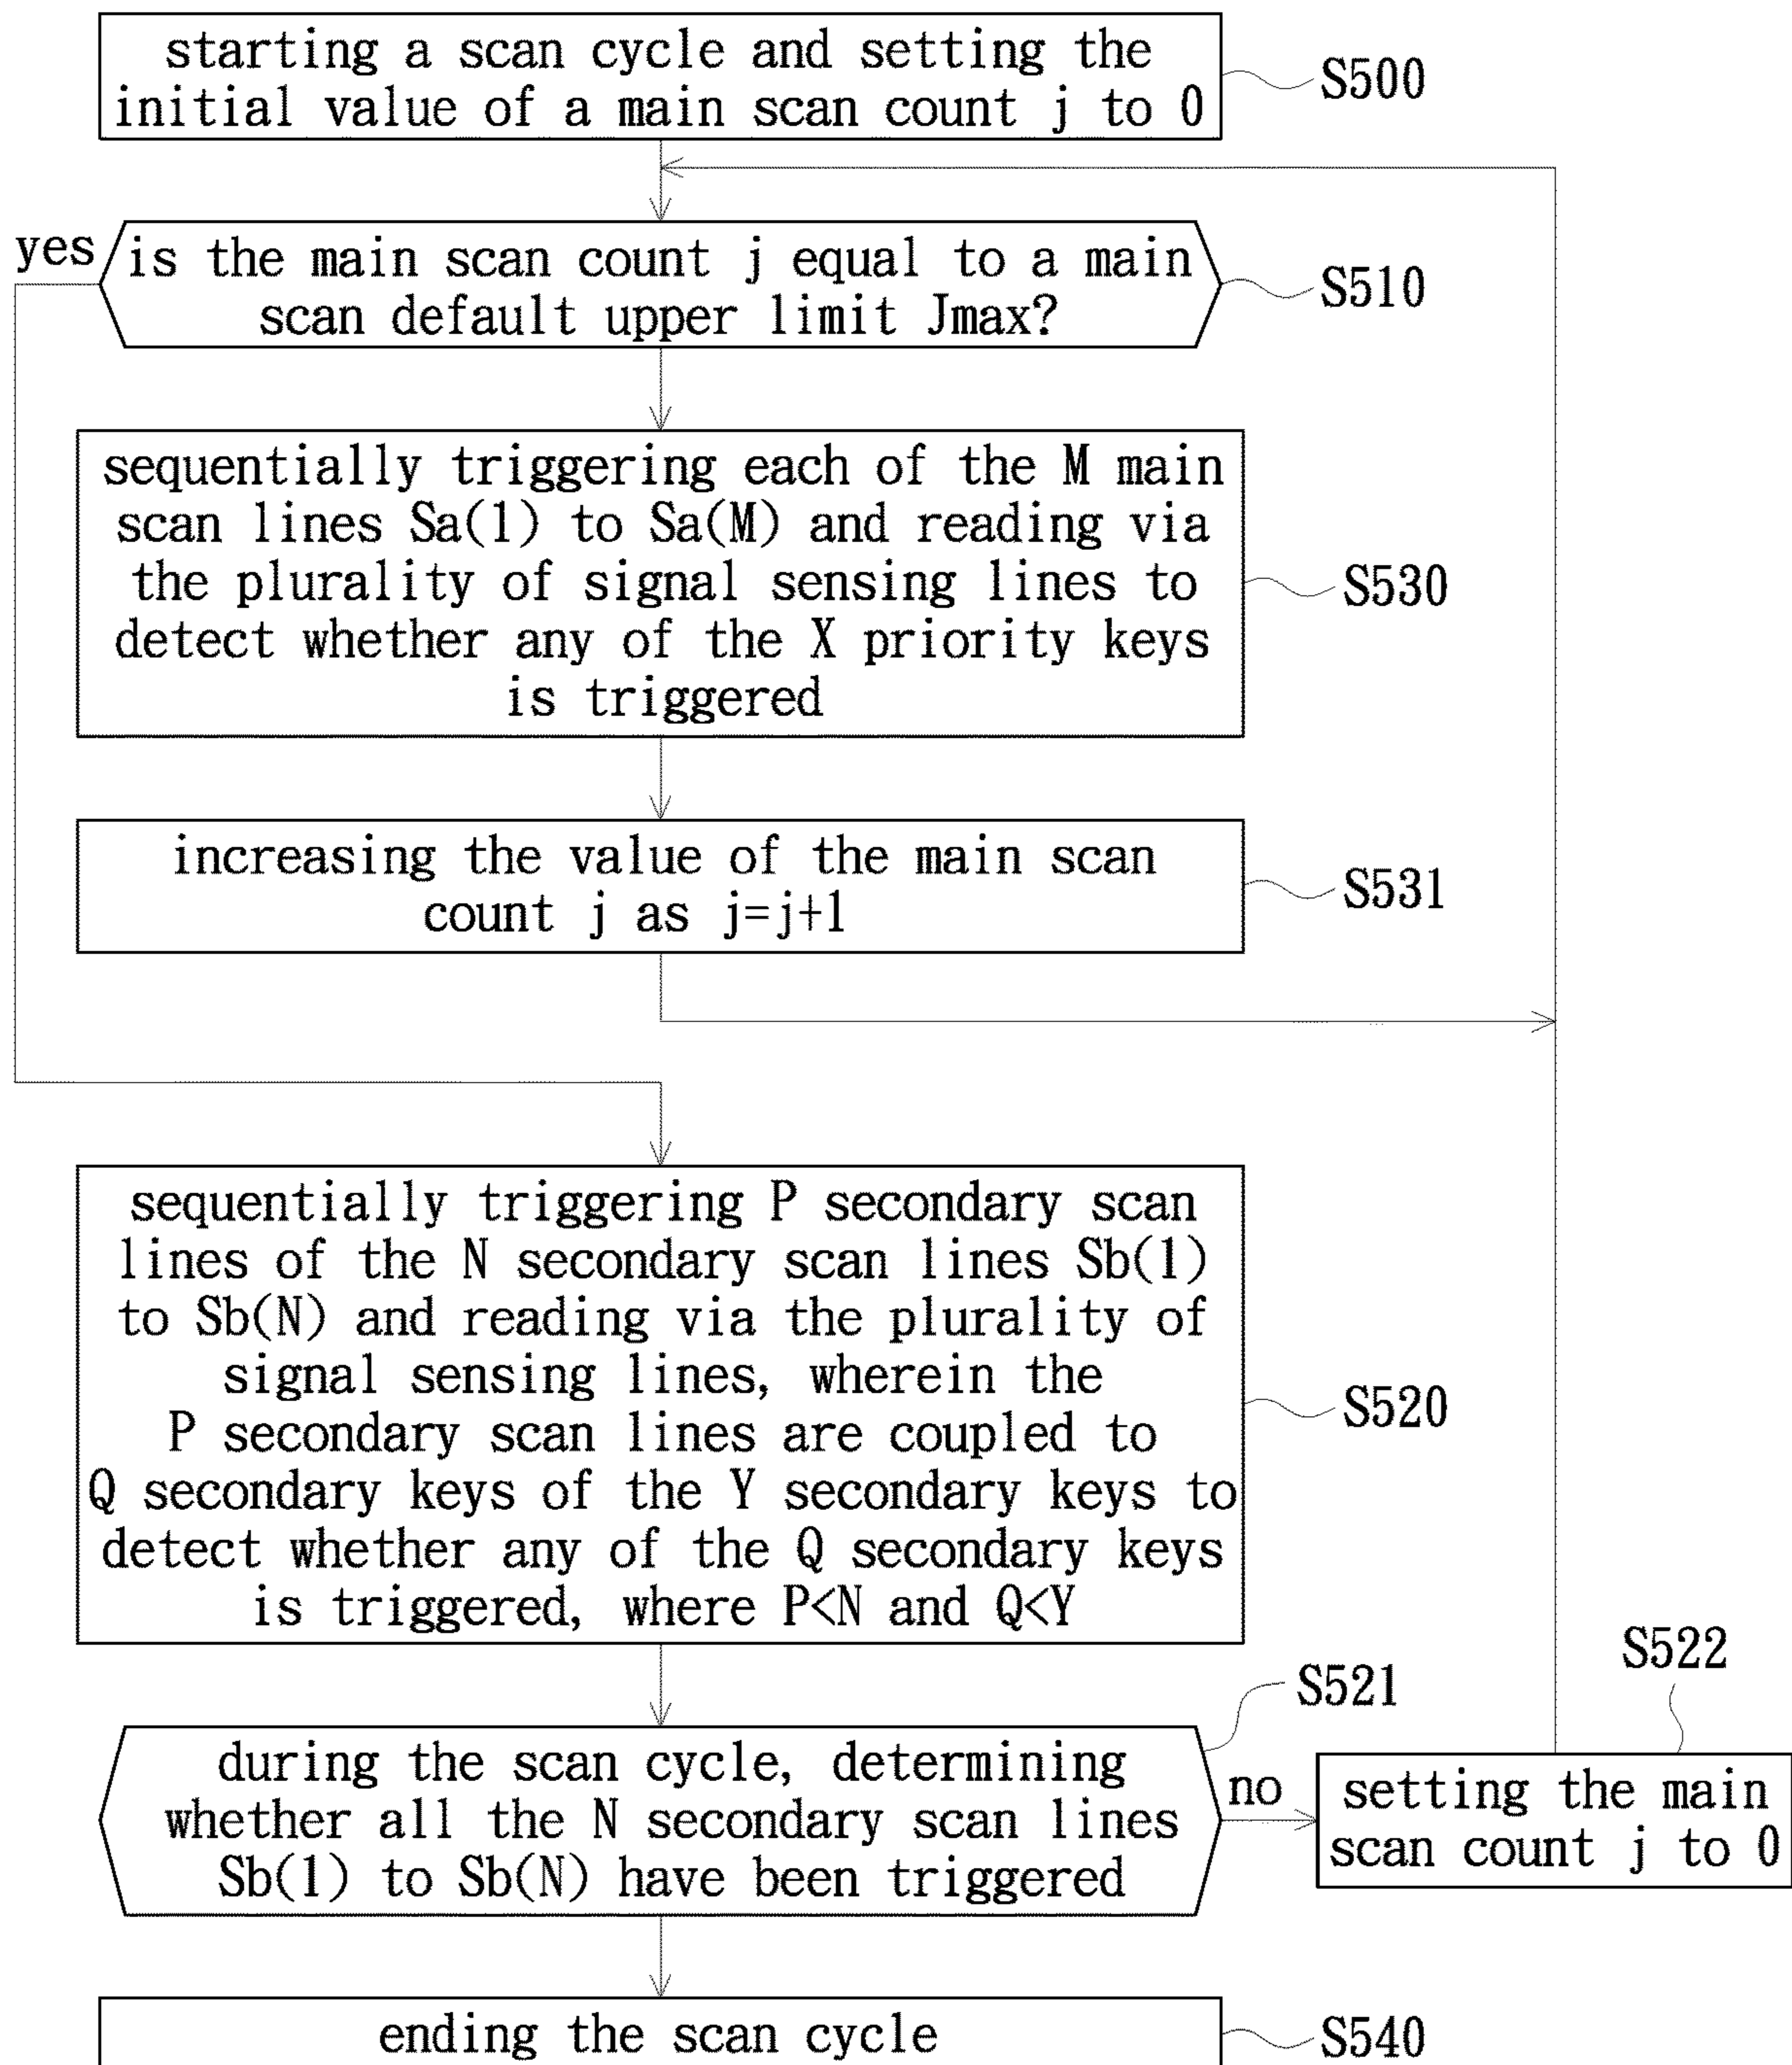 starting a scan cycle and setting the
initial value of a main scan count j to 0
S500
yes
is the main scan count j equal to a main
scan default upper limit Jmax?
S510
sequentially triggering each of the M main
scan lines Sa(1) to Sa(M) and reading via
the plurality of signal sensing lines to
detect whether any of the X priority keys
is triggered
S530
increasing the value of the main scan
count j as j=j+1
S531
sequentially triggering P secondary scan
lines of the N secondary scan lines Sb(1)
to Sb(N) and reading via the plurality of
signal sensing lines, wherein the
P secondary scan lines are coupled to
Q secondary keys of the Y secondary keys to
detect whether any of the Q secondary keys
is triggered, where P<N and Q<Y
S520
during the scan cycle, determining
whether all the N secondary scan lines
Sb(1) to Sb(N) have been triggered
S521
no
S522
setting the main
scan count j to 0
ending the scan cycle
S540